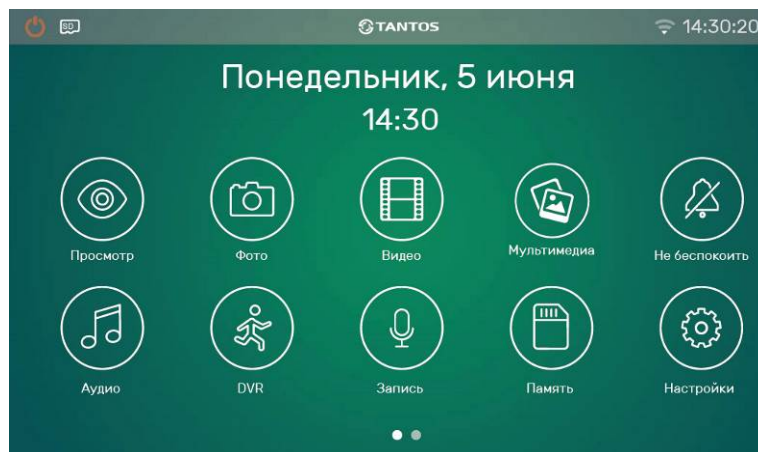 SD
TANTOS
14:30:20
Понедельник, 5 июня
14:30
Просмотр
Фото
Видео
Мультимедиа
Не беспокоить
Аудио
DVR
Запись
Память
Настройки